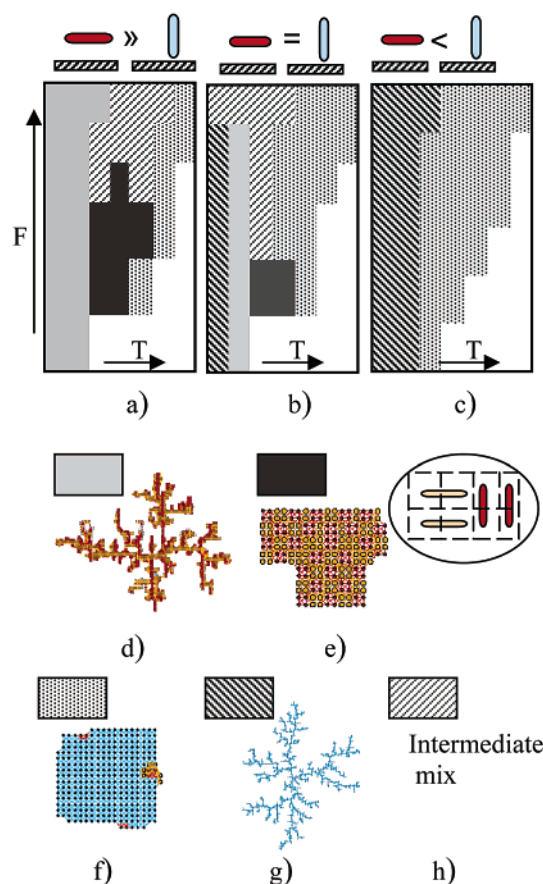 » = <
F
T T T
a) b) c)
d) e)
f) g) h)
Intermediate
mix